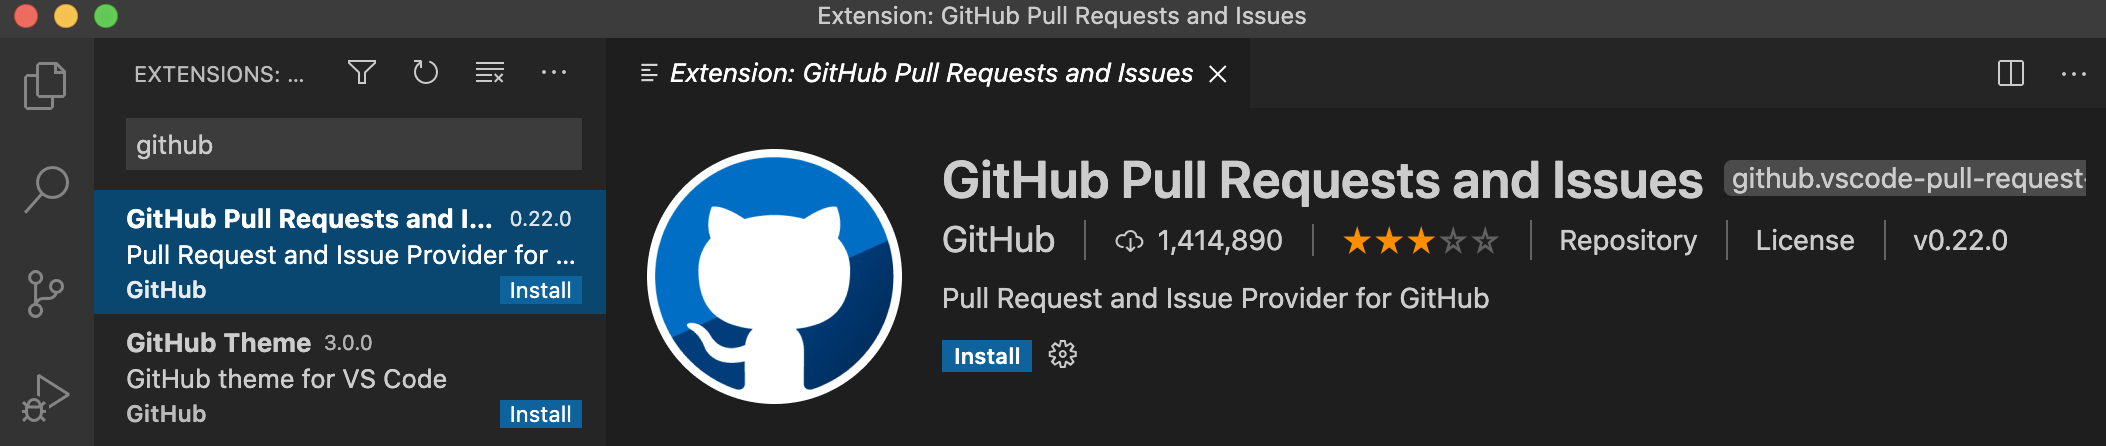 Extension: GitHub Pull Requests and Issues
EXTENSIONS: ...
github
GitHub Pull Requests and I... 0.22.0
Pull Request and Issue Provider for ...
GitHub Install
GitHub Theme 3.0.0
GitHub theme for VS Code
GitHub Install
Extension: GitHub Pull Requests and Issues
GitHub Pull Requests and Issues github.vscode-pull-request-
GitHub 1,414,890 Repository License v0.22.0
Pull Request and Issue Provider for GitHub
Install